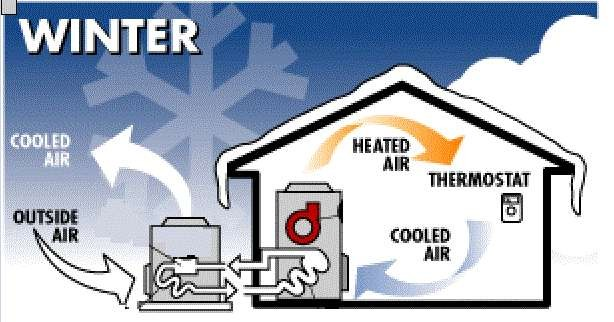 WINTER
COOLED
AIR
OUTSIDE
AIR
HEATED
AIR
THERMOSTAT
COOLED
AIR